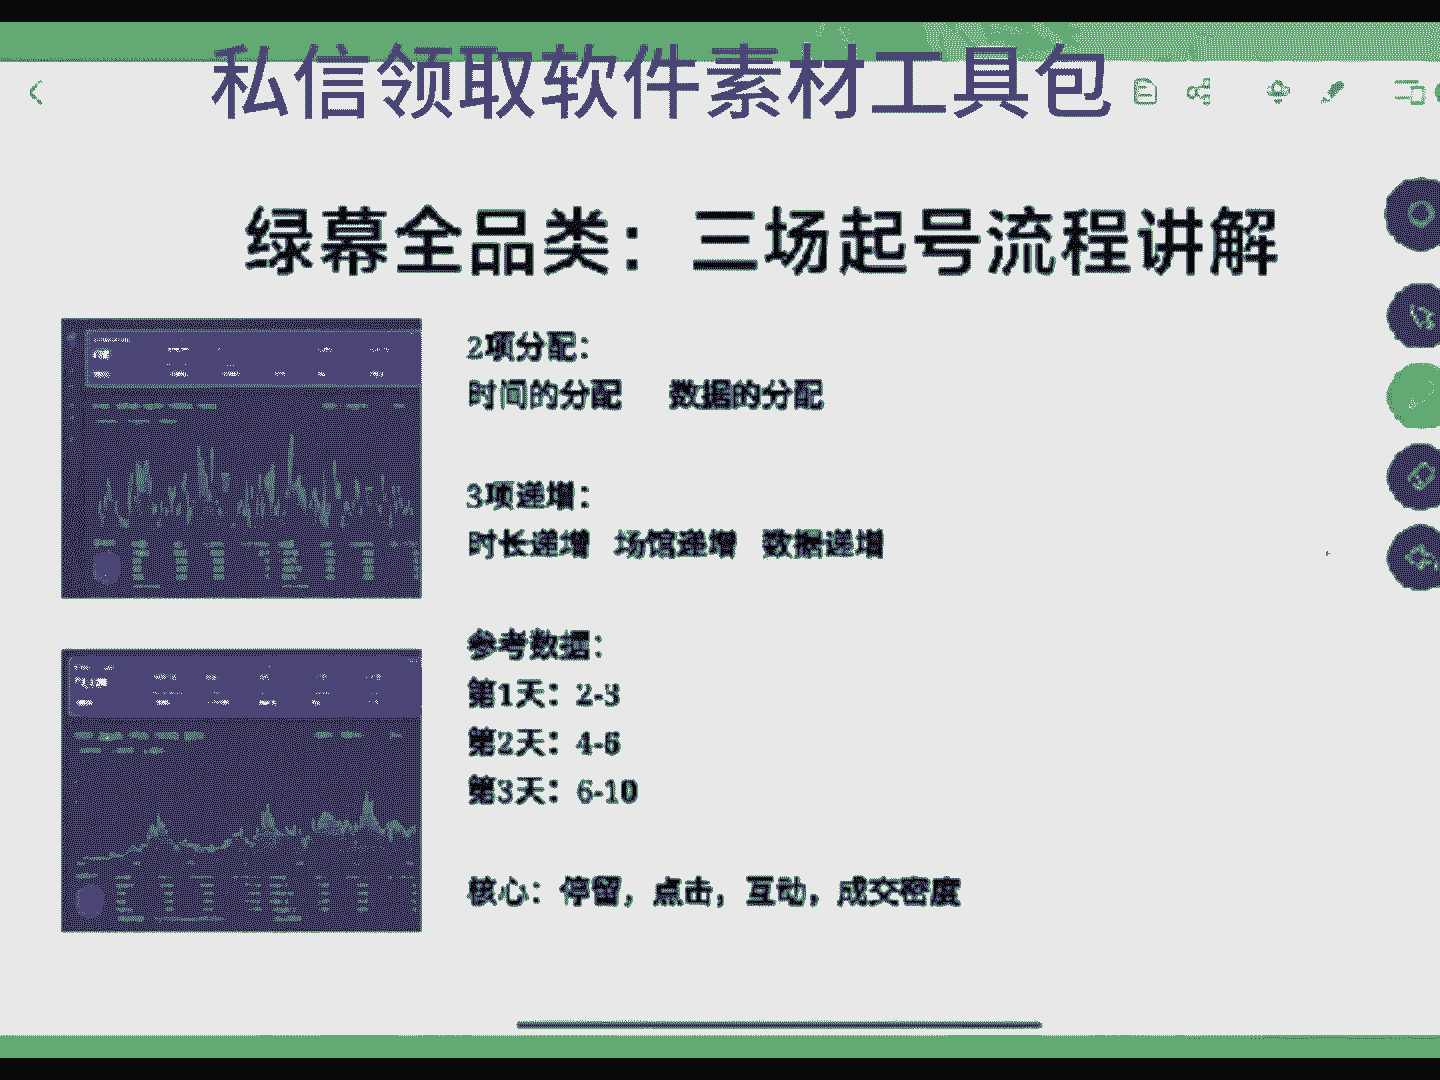 私信领取软件素材工具包
绿幕全品类：三场起号流程讲解
2项分配：
时间的分配 数据的分配
3项递增：
时长递增 场馆递增 数据递增
参考数据：
第1天：2-3
第2天：4-6
第3天：6-10
核心：停留，点击，互动，成交密度